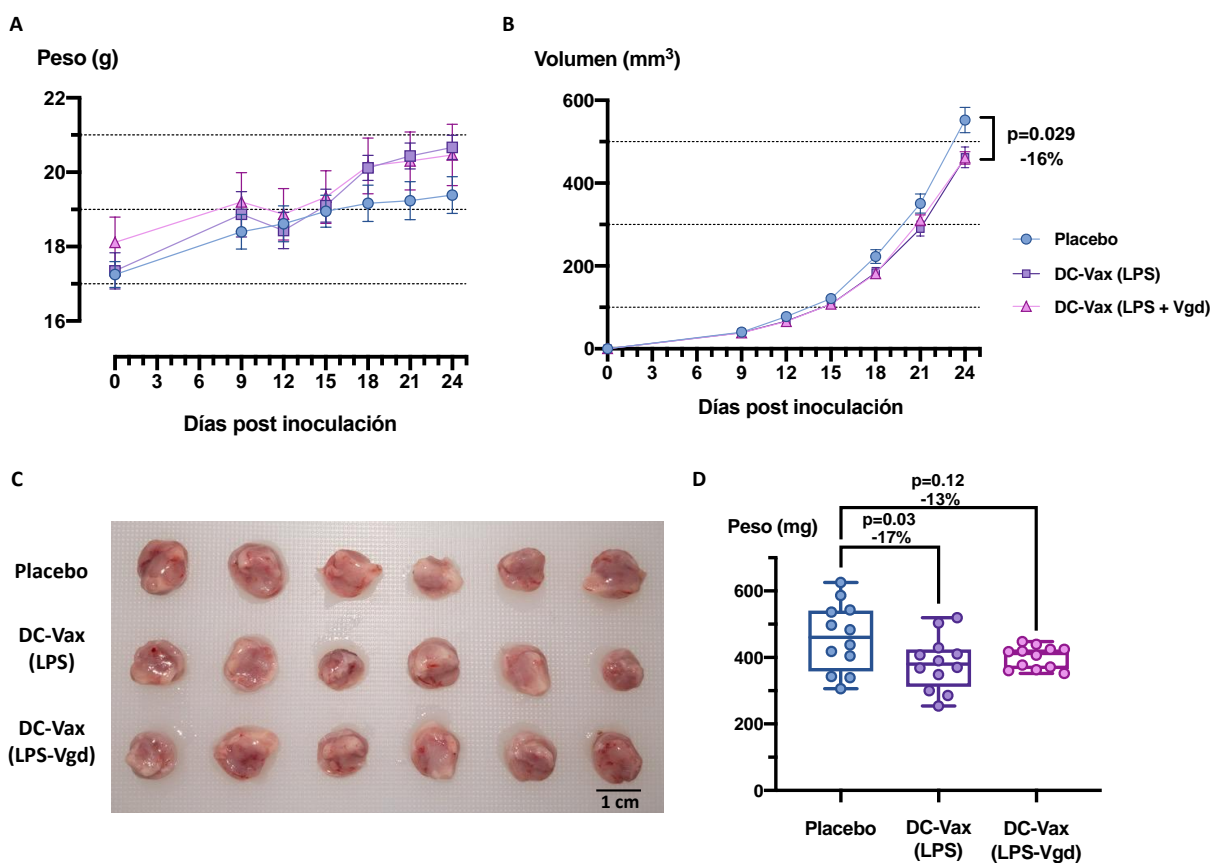 A
Peso (g)
22
20
18
16
0 3 6 9 12 15 18 21 24
Días post inoculación
B
Volumen (mm³)
600
400
200
0
0 3 6 9 12 15 18 21 24
Días post inoculación
p=0.029
-16%
Placebo
DC-Vax (LPS)
DC-Vax (LPS + Vgd)
C
Placebo
DC-Vax
(LPS)
DC-Vax
(LPS-Vgd)
1 cm
D
Peso (mg)
p=0.12
-13%
p=0.03
-17%
600
400
200
0
Placebo
DC-Vax
(LPS)
DC-Vax
(LPS-Vgd)